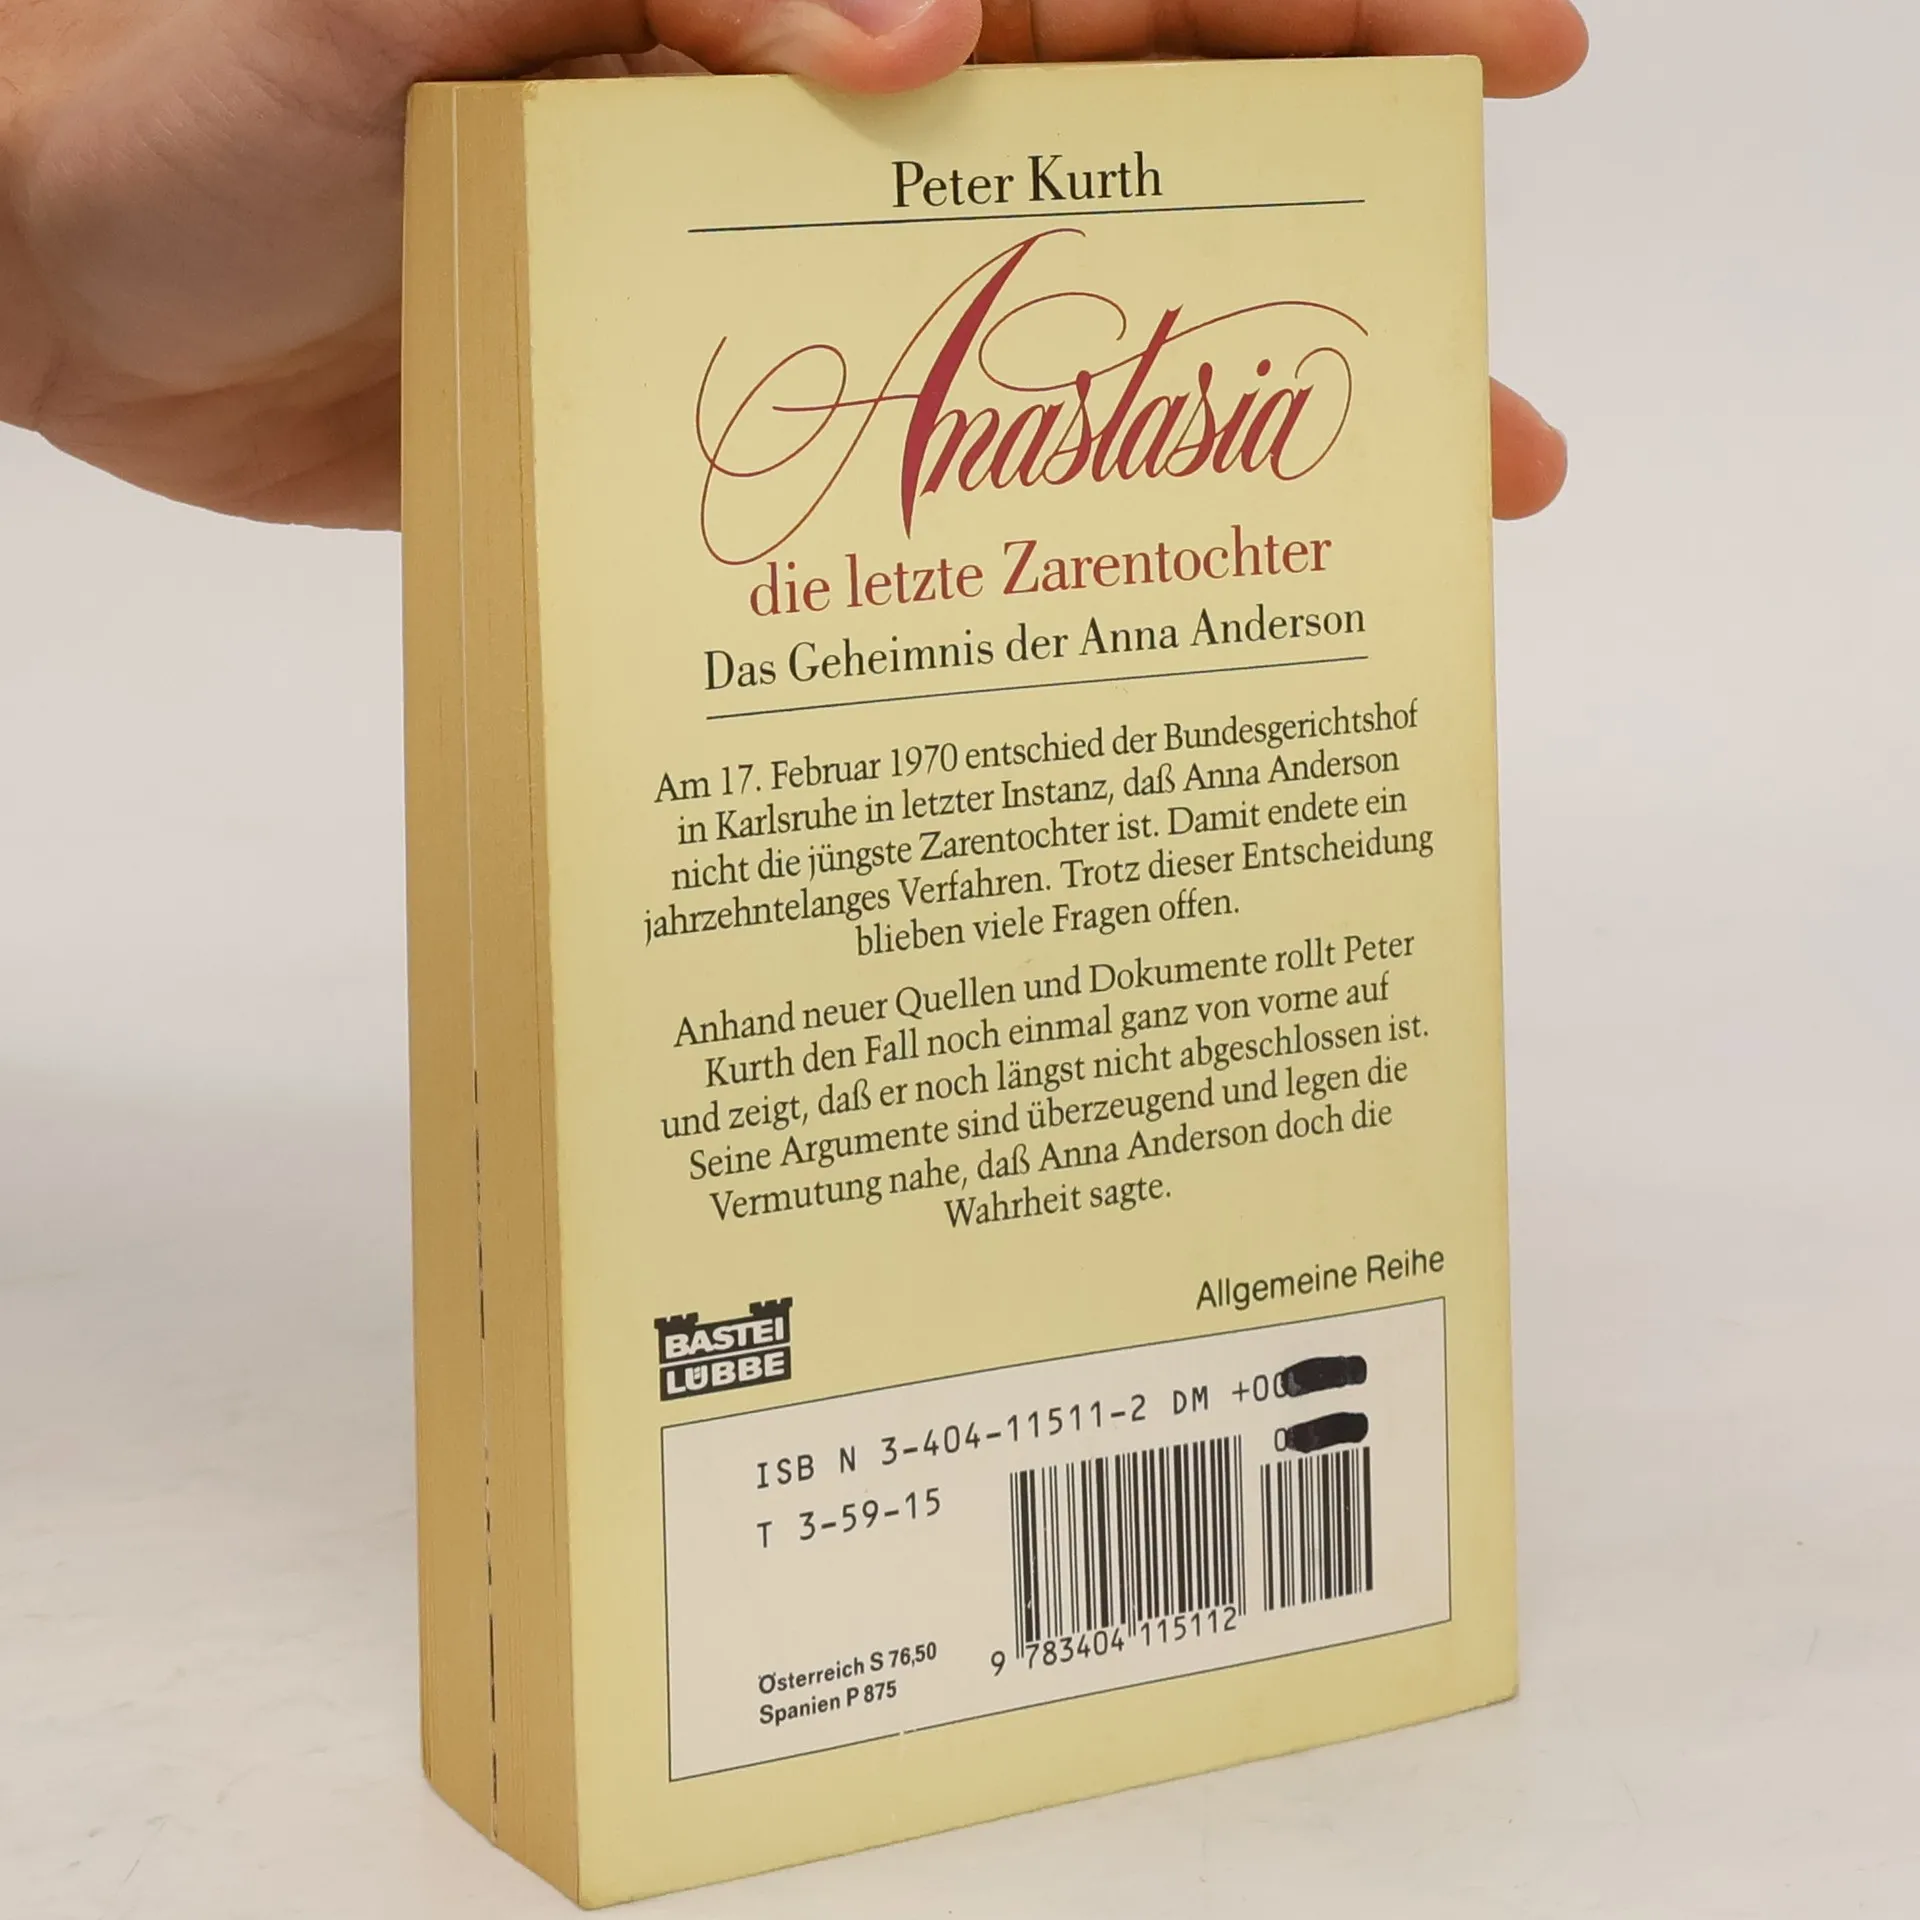 Peter Kurth
Anastasia
die letzte Zarentochter
Das Geheimnis der Anna Anderson
Am 17. Februar 1970 entschied der Bundesgerichtshof
in Karlsruhe in letzter Instanz, daß Anna Anderson
nicht die jüngste Zarentochter ist. Damit endete ein
jahrzehntelanges Verfahren. Trotz dieser Entscheidung
blieben viele Fragen offen.
Anhand neuer Quellen und Dokumente rollt Peter
Kurth den Fall noch einmal ganz von vorne auf
und zeigt, daß er noch längst nicht abgeschlossen ist.
Seine Argumente sind überzeugend und legen die
Vermutung nahe, daß Anna Anderson doch die
Wahrheit sagte.
Allgemeine Reihe
BASTEI
LÜBBE
ISB N 3-404-11511-2 DM +00
0
T 3-59-15
9 783404 115112
Österreich S 76,50
Spanien P 875